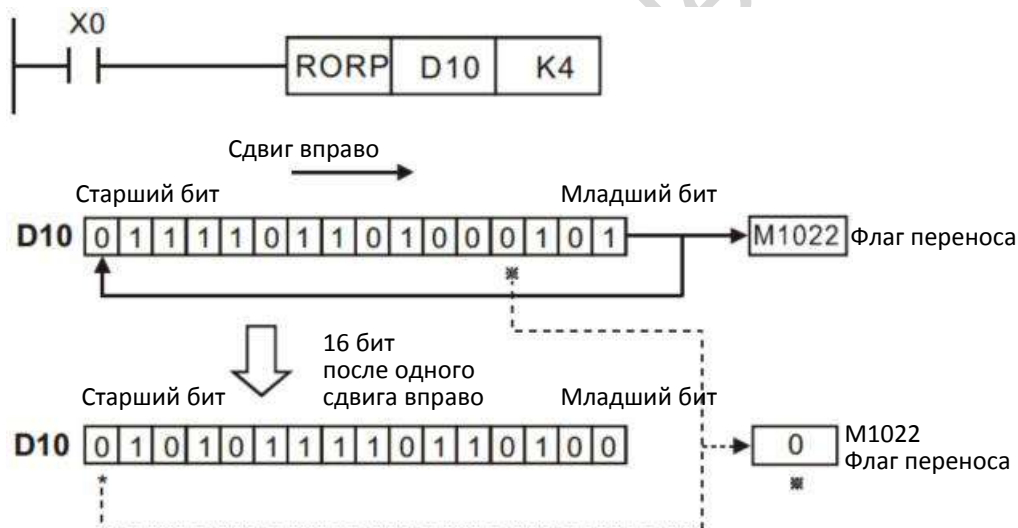 X0
RORP D10 K4
Сдвиг вправо
Старший бит Младший бит
D10 0 1 1 1 1 0 1 1 0 1 0 0 0 1 0 1 M1022 Флаг переноса
※
16 бит
после одного
сдвига вправо
Старший бит Младший бит
D10 0 1 0 1 0 1 1 1 1 0 1 1 0 1 0 0 0 M1022
Флаг переноса
* ※